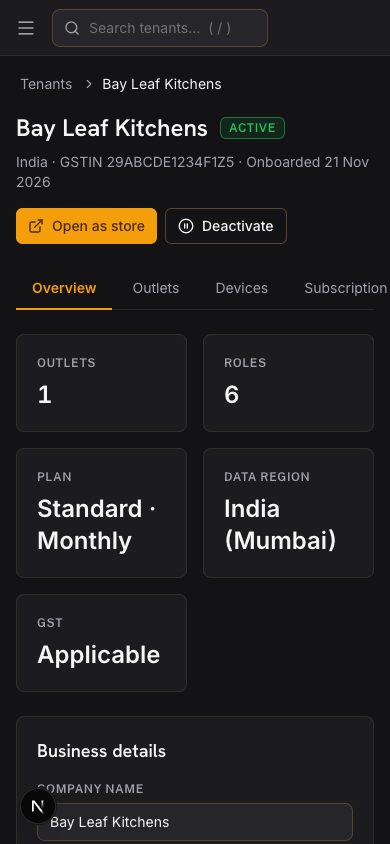 Search tenants... ( / )
Tenants > Bay Leaf Kitchens
Bay Leaf Kitchens ACTIVE
India · GSTIN 29ABCDE1234F1Z5 · Onboarded 21 Nov
2026
Open as store Deactivate
Overview Outlets Devices Subscription
OUTLETS ROLES
1 6
PLAN DATA REGION
Standard · India
Monthly (Mumbai)
GST
Applicable
Business details
COMPANY NAME
N
Bay Leaf Kitchens